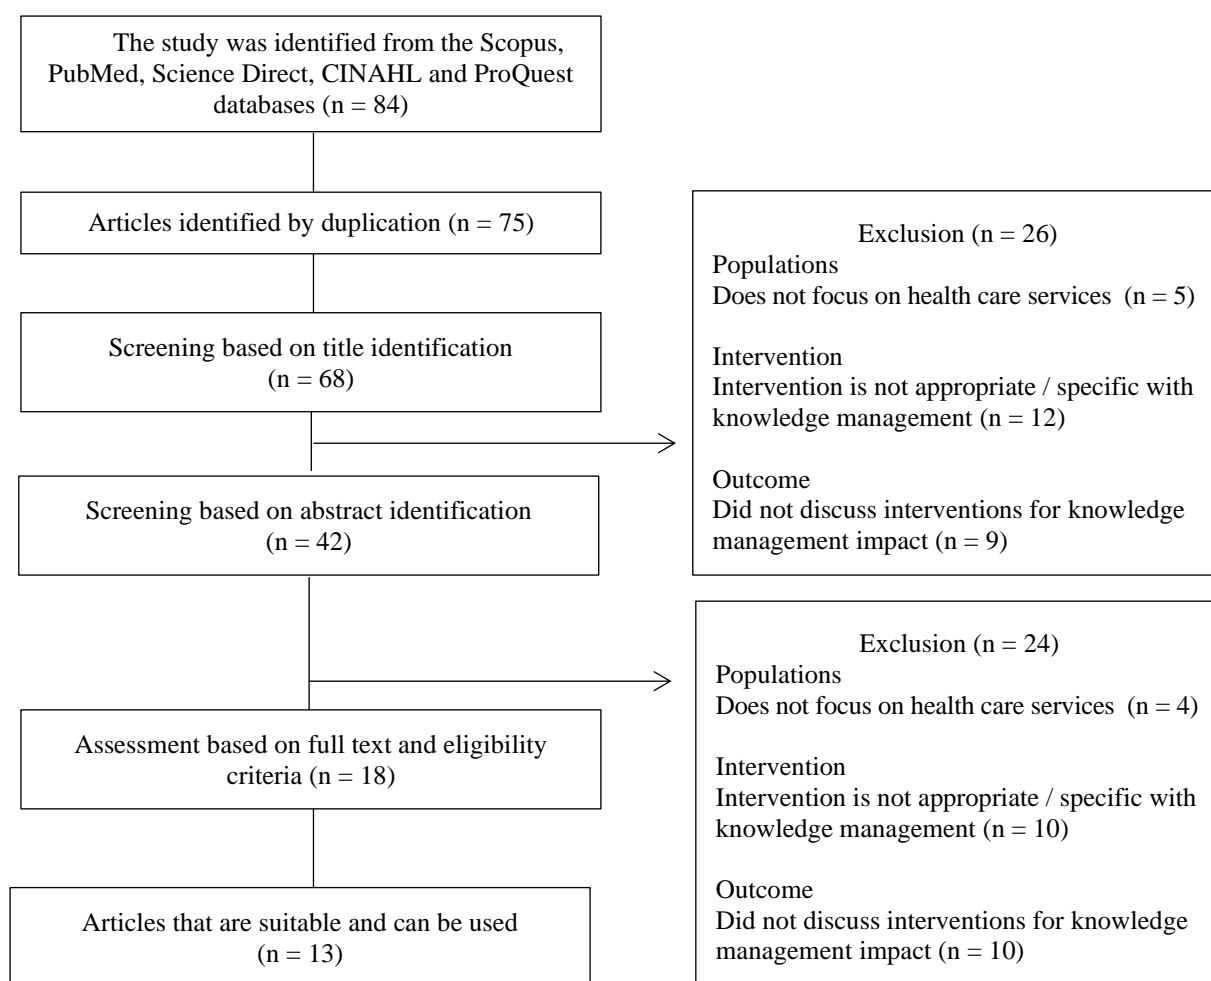 The study was identified from the Scopus,
PubMed, Science Direct, CINAHL and ProQuest
databases (n = 84)
Articles identified by duplication (n = 75)
Screening based on title identification
(n = 68)
Exclusion (n = 26)
Populations
Does not focus on health care services (n = 5)
Intervention
Intervention is not appropriate / specific with
knowledge management (n = 12)
Outcome
Did not discuss interventions for knowledge
management impact (n = 9)
Screening based on abstract identification
(n = 42)
Exclusion (n = 24)
Populations
Does not focus on health care services (n = 4)
Intervention
Intervention is not appropriate / specific with
knowledge management (n = 10)
Outcome
Did not discuss interventions for knowledge
management impact (n = 10)
Assessment based on full text and eligibility
criteria (n = 18)
Articles that are suitable and can be used
(n = 13)